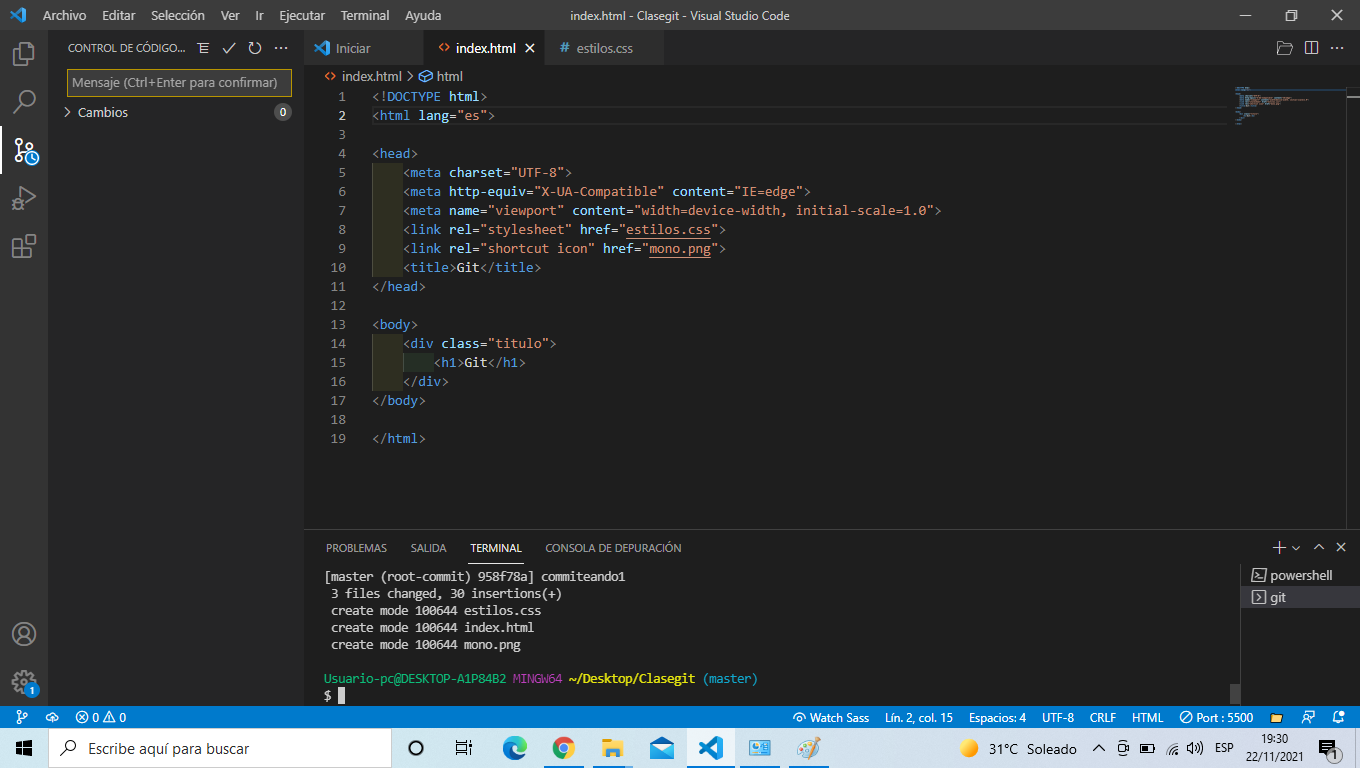 Archivo Editar Selección Ver Ir Ejecutar Terminal Ayuda
index.html - Clasegit - Visual Studio Code
CONTROL DE CÓDIGO...
Mensaje (Ctrl+Enter para confirmar)
Cambios 0
Iniciar
index.html
# estilos.css
index.html > html
1 <!DOCTYPE html>
2 <html lang="es">
3
4 <head>
5 <meta charset="UTF-8">
6 <meta http-equiv="X-UA-Compatible" content="IE=edge">
7 <meta name="viewport" content="width=device-width, initial-scale=1.0">
8 <link rel="stylesheet" href="estilos.css">
9 <link rel="shortcut icon" href="mono.png">
10 <title>Git</title>
11 </head>
12
13 <body>
14 <div class="titulo">
15 <h1>Git</h1>
16 </div>
17 </body>
18
19 </html>
PROBLEMAS SALIDA TERMINAL CONSOLA DE DEPURACIÓN
[master (root-commit) 958f78a] commiteando1
3 files changed, 30 insertions(+)
create mode 100644 estilos.css
create mode 100644 index.html
create mode 100644 mono.png
Usuario-pc@DESKTOP-A1P84B2 MINGW64 ~/Desktop/Clasegit (master)
$
powershell
git
1
0 0
Watch Sass Lín. 2, col. 15 Espacios: 4 UTF-8 CRLF HTML Port : 5500
Escribe aquí para buscar
31°C Soleado
ESP
19:30
22/11/2021
1